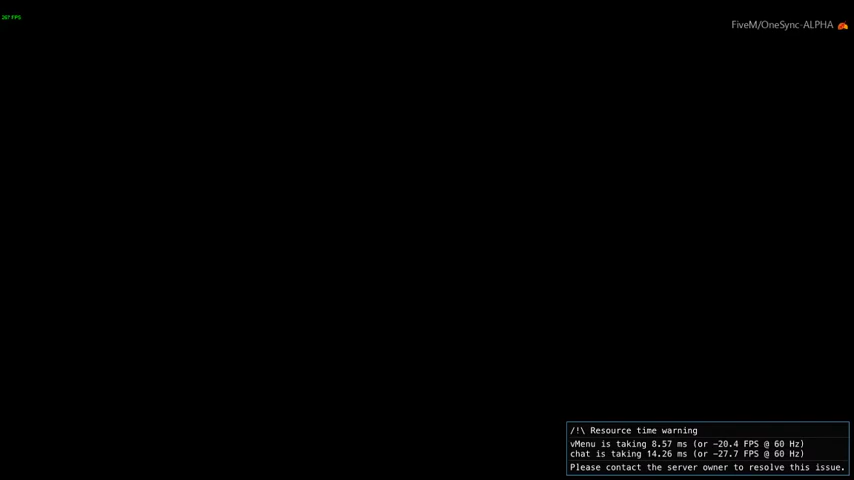 267 FPS
FiveM/OneSync-ALPHA
/!\ Resource time warning
vMenu is taking 8.57 ms (or -20.4 FPS @ 60 Hz)
chat is taking 14.26 ms (or -27.7 FPS @ 60 Hz)
Please contact the server owner to resolve this issue.